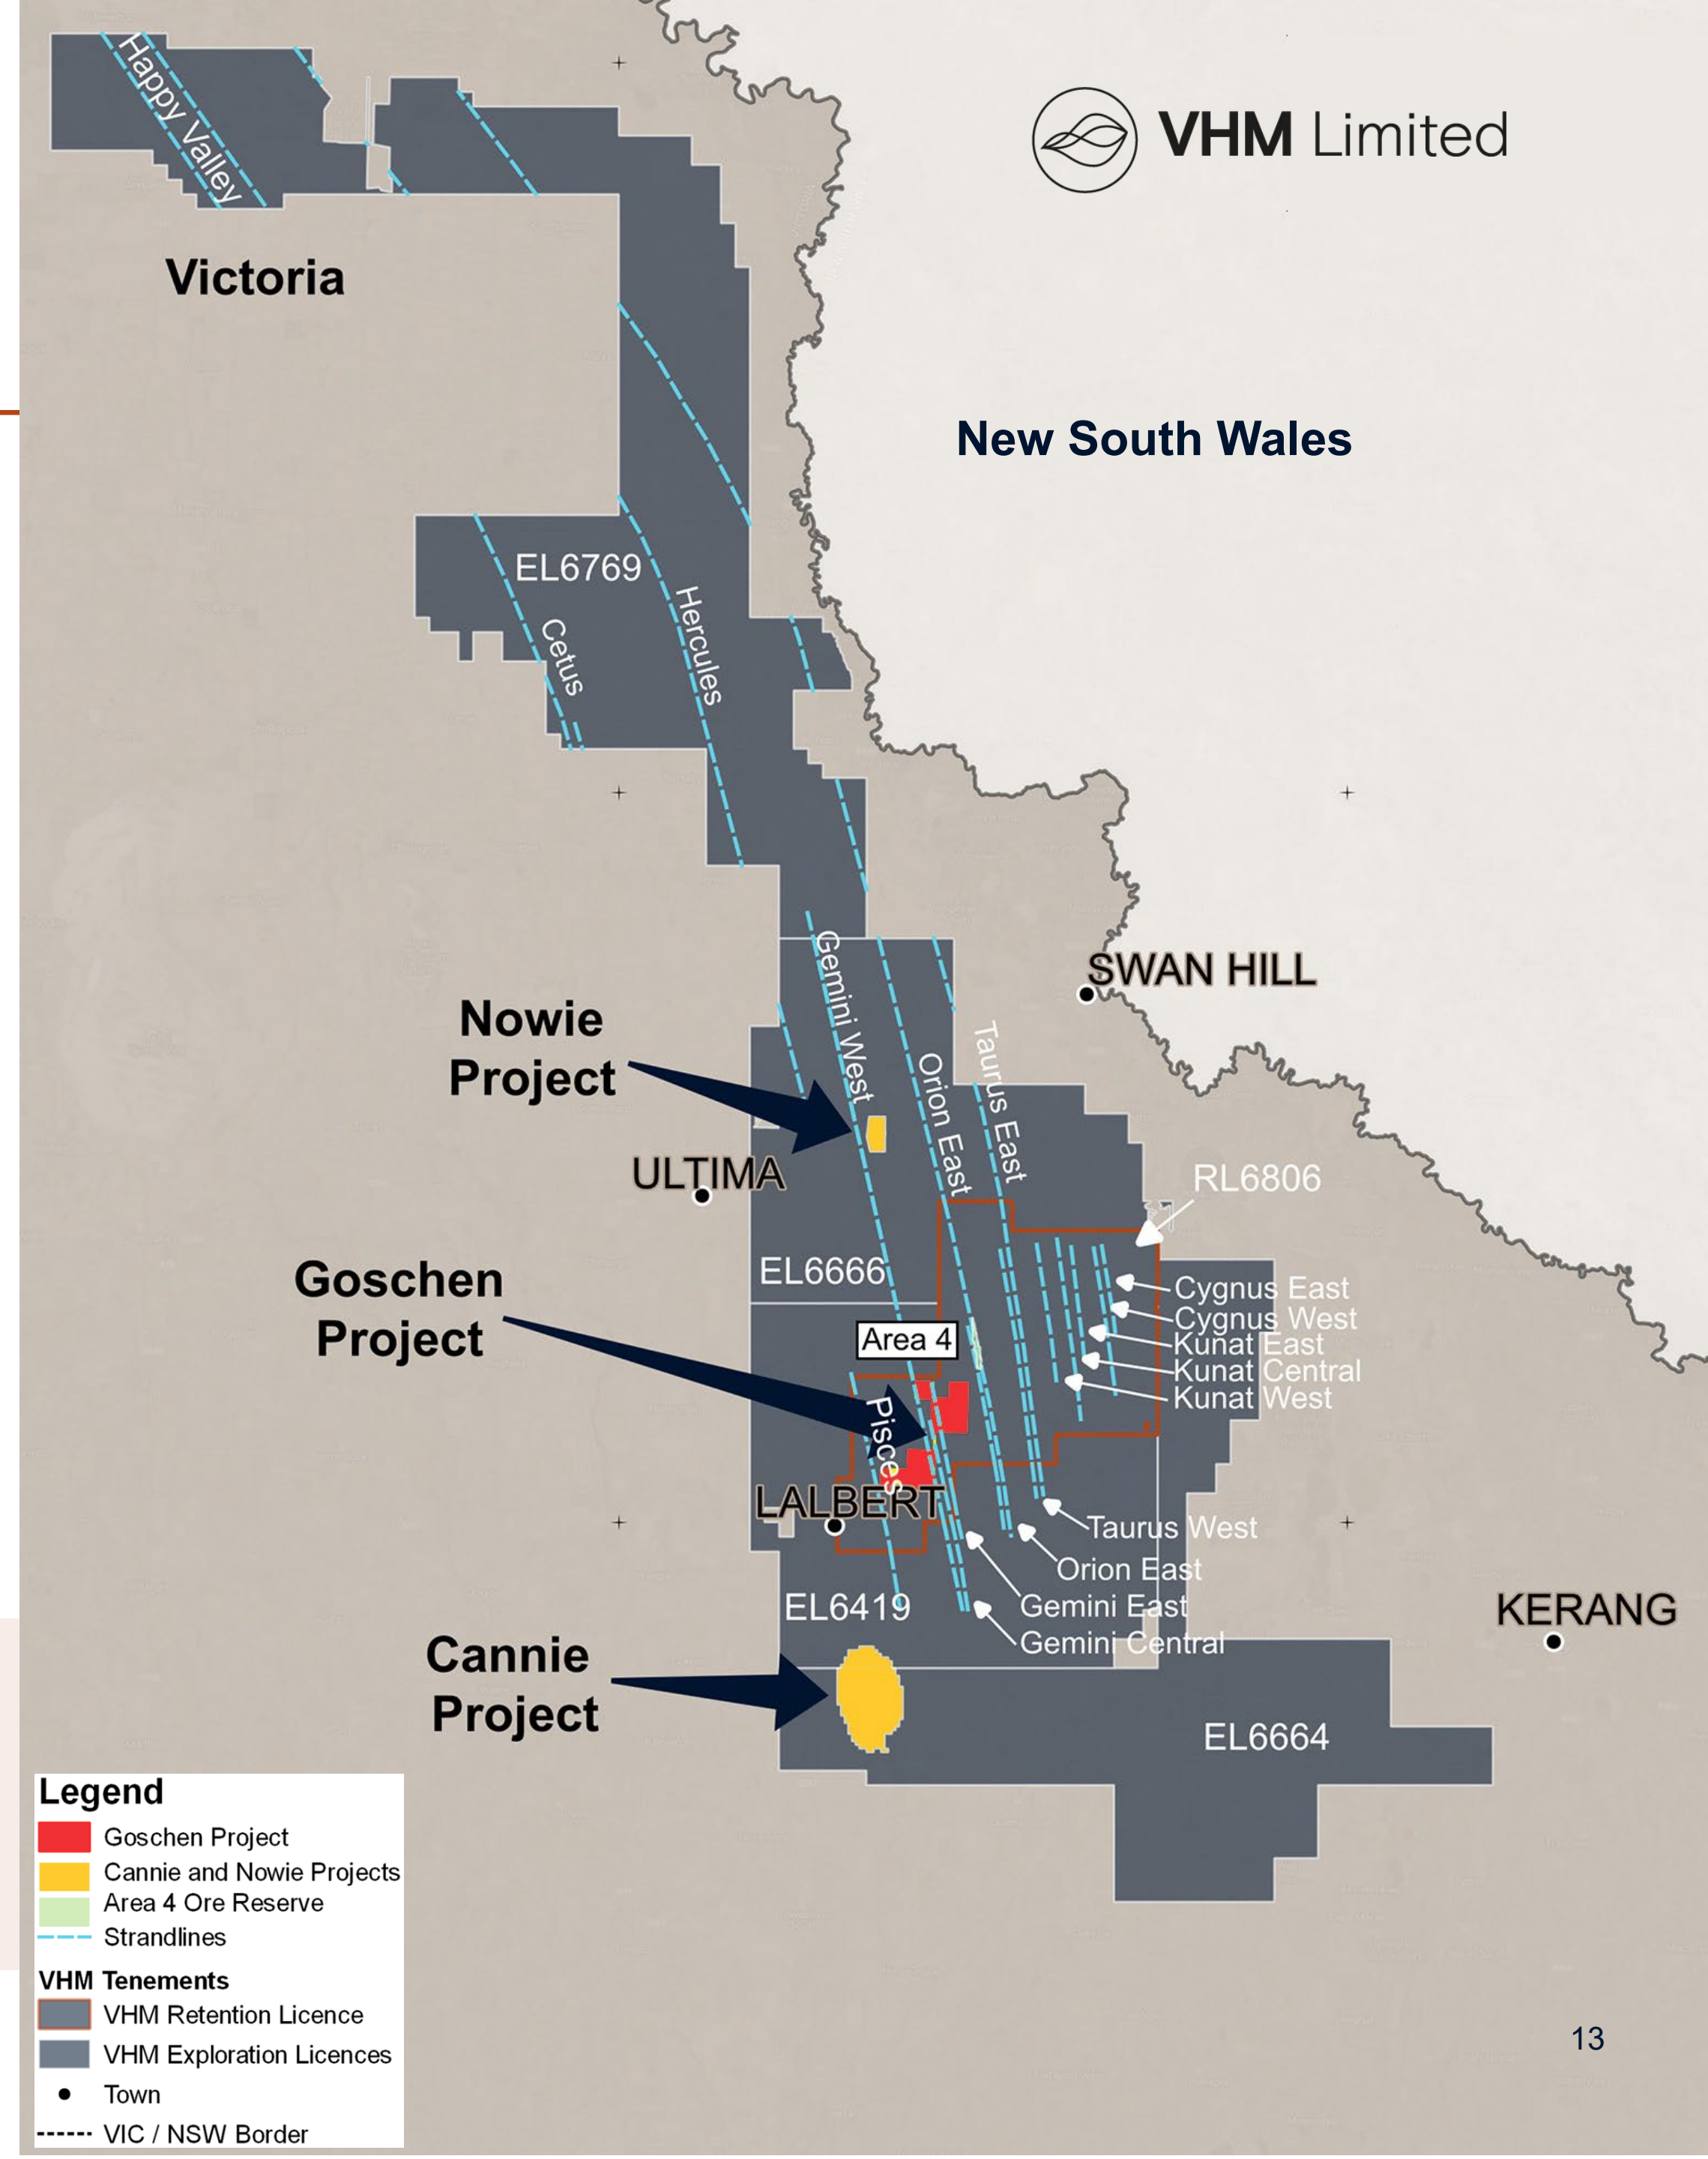 VHM Limited
Happy Valley
Victoria
New South Wales
EL6769
Hercules
Cetus
SWAN HILL
Gemini West
Nowie
Project
Orion East
Taurus East
ULTIMA
RL6806
EL6666
Goschen
Project
Cygnus East
Cygnus West
Area 4
Kunat East
Kunat Central
Kunat West
Pisces
LALBERT
Taurus West
Orion East
EL6419
Gemini East
KERANG
Gemini Central
Cannie
Project
EL6664
Legend
Goschen Project
Cannie and Nowie Projects
Area 4 Ore Reserve
Strandlines
VHM Tenements
VHM Retention Licence
VHM Exploration Licences
Town
VIC / NSW Border
13